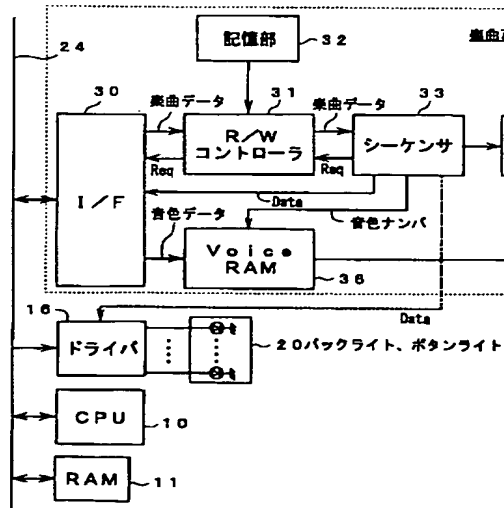 24
記憶部
32
楽曲
30
楽曲データ
31
楽曲データ
33
R/W
コントローラ
シーケンサ
Req
Req
I/F
Data
音色データ
音色ナンバ
Voice
RAM
36
16
Data
ドライバ
20バックライト、ボタンライト
CPU
10
RAM
11